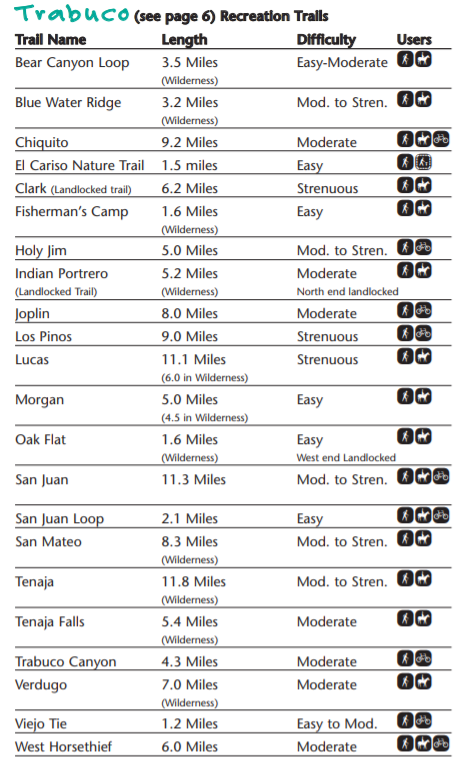 Trabuco (see page 6) Recreation Trails
Trail Name Length Difficulty Users
Bear Canyon Loop 3.5 Miles Easy-Moderate
(Wilderness)
Blue Water Ridge 3.2 Miles Mod. to Stren.
(Wilderness)
Chiquito 9.2 Miles Moderate
El Cariso Nature Trail 1.5 miles Easy
Clark (Landlocked trail) 6.2 Miles Strenuous
Fisherman's Camp 1.6 Miles Easy
(Wilderness)
Holy Jim 5.0 Miles Mod. to Stren.
Indian Portrero 5.2 Miles Moderate
(Landlocked Trail) (Wilderness) North end landlocked
Joplin 8.0 Miles Moderate
Los Pinos 9.0 Miles Strenuous
Lucas 11.1 Miles Strenuous
(6.0 in Wilderness)
Morgan 5.0 Miles Easy
(4.5 in Wilderness)
Oak Flat 1.6 Miles Easy
(Wilderness) West end Landlocked
San Juan 11.3 Miles Mod. to Stren.
San Juan Loop 2.1 Miles Easy
San Mateo 8.3 Miles Mod. to Stren.
(Wilderness)
Tenaja 11.8 Miles Mod. to Stren.
(Wilderness)
Tenaja Falls 5.4 Miles Moderate
(Wilderness)
Trabuco Canyon 4.3 Miles Moderate
Verdugo 7.0 Miles Moderate
(Wilderness)
Viejo Tie 1.2 Miles Easy to Mod.
West Horsethief 6.0 Miles Moderate